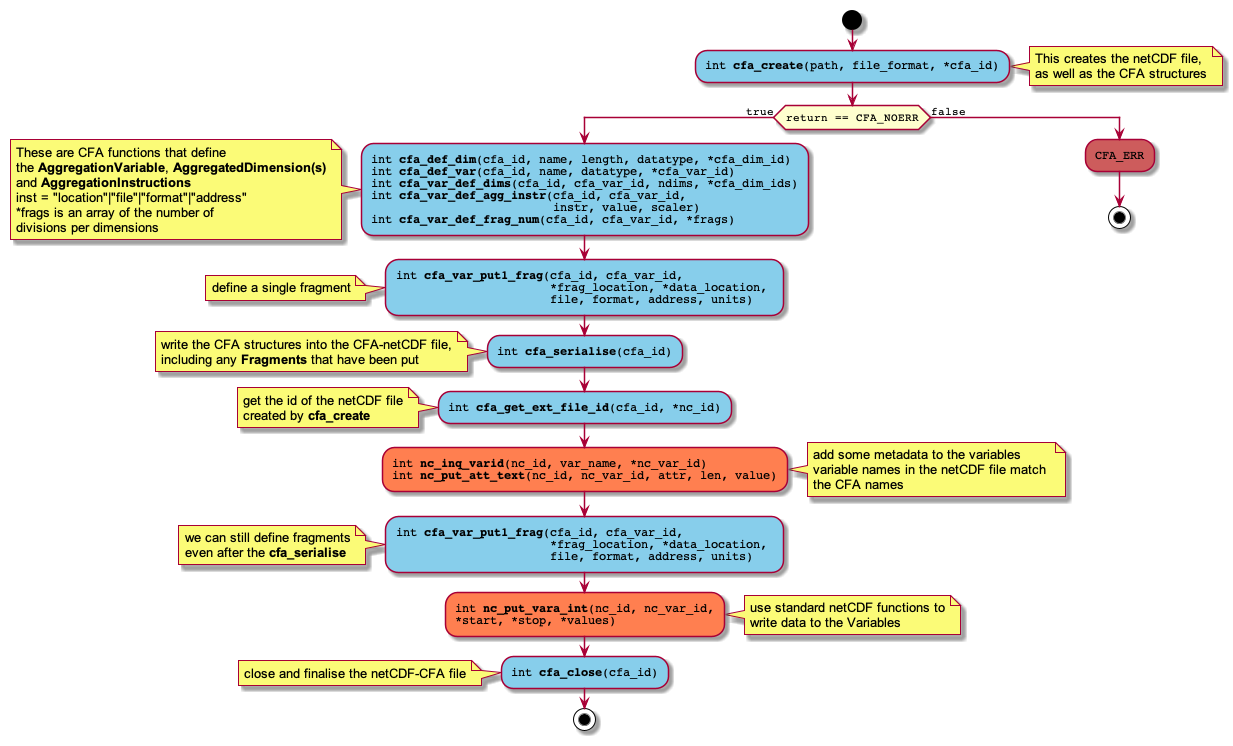 int cfa_create(path, file_format, *cfa_id)
This creates the netCDF file,
as well as the CFA structures
true
return == CFA_NOERR
false
These are CFA functions that define
the AggregationVariable, AggregatedDimension(s)
and AggregationInstructions
inst = "location"|"file"|"format"|"address"
*frags is an array of the number of
divisions per dimensions
int cfa_def_dim(cfa_id, name, length, datatype, *cfa_dim_id)
int cfa_def_var(cfa_id, name, datatype, *cfa_var_id)
int cfa_var_def_dims(cfa_id, cfa_var_id, ndims, *cfa_dim_ids)
int cfa_var_def_agg_instr(cfa_id, cfa_var_id,
instr, value, scaler)
int cfa_var_def_frag_num(cfa_id, cfa_var_id, *frags)
CFA_ERR
define a single fragment
int cfa_var_put1_frag(cfa_id, cfa_var_id,
*frag_location, *data_location,
file, format, address, units)
write the CFA structures into the CFA-netCDF file,
including any Fragments that have been put
int cfa_serialise(cfa_id)
get the id of the netCDF file
created by cfa_create
int cfa_get_ext_file_id(cfa_id, *nc_id)
int nc_inq_varid(nc_id, var_name, *nc_var_id)
int nc_put_att_text(nc_id, nc_var_id, attr, len, value)
add some metadata to the variables
variable names in the netCDF file match
the CFA names
we can still define fragments
even after the cfa_serialise
int cfa_var_put1_frag(cfa_id, cfa_var_id,
*frag_location, *data_location,
file, format, address, units)
int nc_put_vara_int(nc_id, nc_var_id,
*start, *stop, *values)
use standard netCDF functions to
write data to the Variables
close and finalise the netCDF-CFA file
int cfa_close(cfa_id)